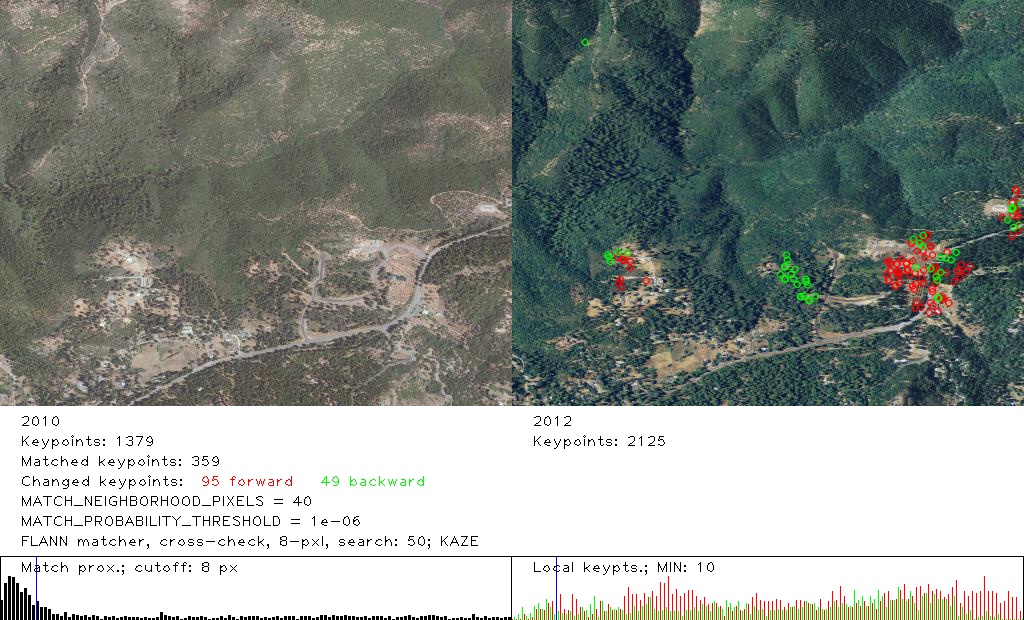 2010
Keypoints: 1379
Matched keypoints: 359
Changed keypoints: 95 forward 49 backward
MATCH_NEIGHBORHOOD_PIXELS = 40
MATCH_PROBABILITY_THRESHOLD = 1e-06
FLANN matcher, cross-check, 8-pxl, search: 50; KAZE
2012
Keypoints: 2125
Match prox.; cutoff: 8 px
Local keypts.; MIN: 10